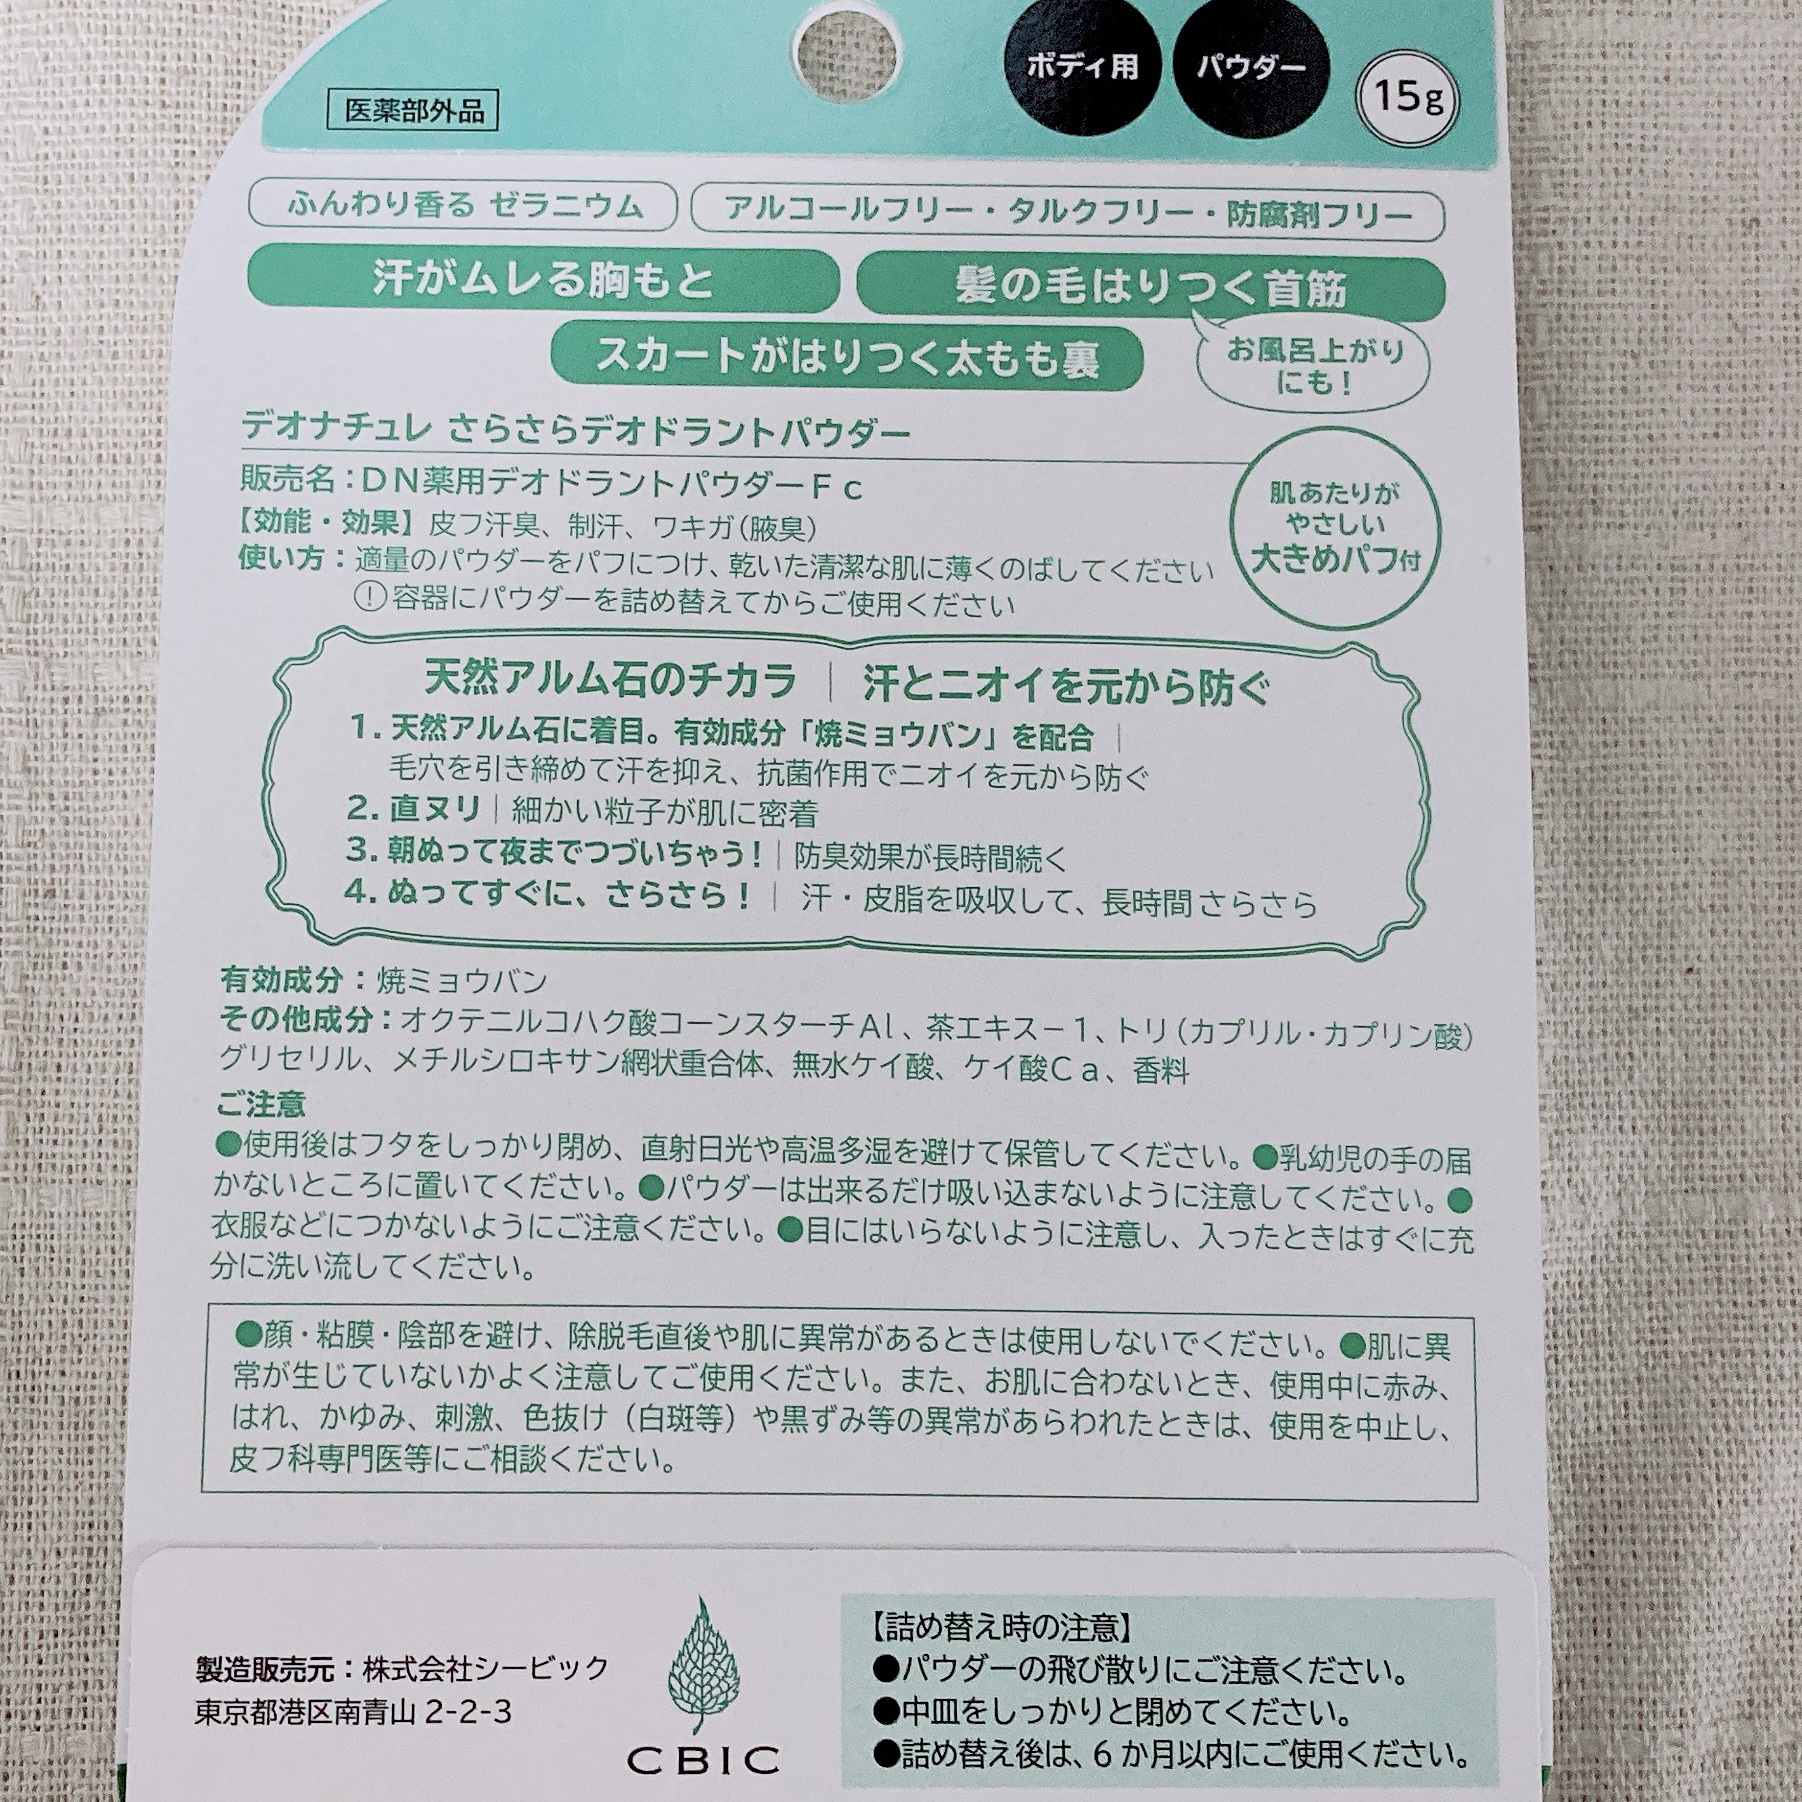 医薬部外品
ボディ用
パウダー
15g
ふんわり香る ゼラニウム
アルコールフリー・タルクフリー・防腐剤フリー
汗がムレる胸もと
髪の毛はりつく首筋
スカートがはりつく太もも裏
お風呂上がり
にも！
デオナチュレ さらさらデオドラントパウダー
販売名：DN薬用デオドラントパウダーFc
【効能・効果】皮フ汗臭、制汗、ワキガ（腋臭）
使い方：適量のパウダーをパフにつけ、乾いた清潔な肌に薄くのばしてください
！容器にパウダーを詰め替えてからご使用ください
肌あたりが
やさしい
大きめパフ付
天然アルム石のチカラ｜汗とニオイを元から防ぐ
1. 天然アルム石に着目。有効成分「焼ミョウバン」を配合｜
毛穴を引き締めて汗を抑え、抗菌作用でニオイを元から防ぐ
2. 直ヌリ｜細かい粒子が肌に密着
3. 朝ぬって夜までつづいちゃう！｜防臭効果が長時間続く
4. ぬってすぐに、さらさら！｜汗・皮脂を吸収して、長時間さらさら
有効成分：焼ミョウバン
その他成分：オクテニルコハク酸コーンスターチAl、茶エキス－1、トリ（カプリル・カプリン酸）
グリセリル、メチルシロキサン網状重合体、無水ケイ酸、ケイ酸Ca、香料
ご注意
●使用後はフタをしっかり閉め、直射日光や高温多湿を避けて保管してください。●乳幼児の手の届
かないところに置いてください。●パウダーは出来るだけ吸い込まないように注意してください。●
衣服などにつかないようにご注意ください。●目にはいらないように注意し、入ったときはすぐに充
分に洗い流してください。
●顔・粘膜・陰部を避け、除脱毛直後や肌に異常があるときは使用しないでください。●肌に異
常が生じていないかよく注意してご使用ください。また、お肌に合わないとき、使用中に赤み、
はれ、かゆみ、刺激、色抜け（白斑等）や黒ずみ等の異常があらわれたときは、使用を中止し、
皮フ科専門医等にご相談ください。
製造販売元：株式会社シービック
東京都港区南青山 2-2-3
CBIC
【詰め替え時の注意】
●パウダーの飛び散りにご注意ください。
●中皿をしっかりと閉めてください。
●詰め替え後は、6 か月以内にご使用ください。